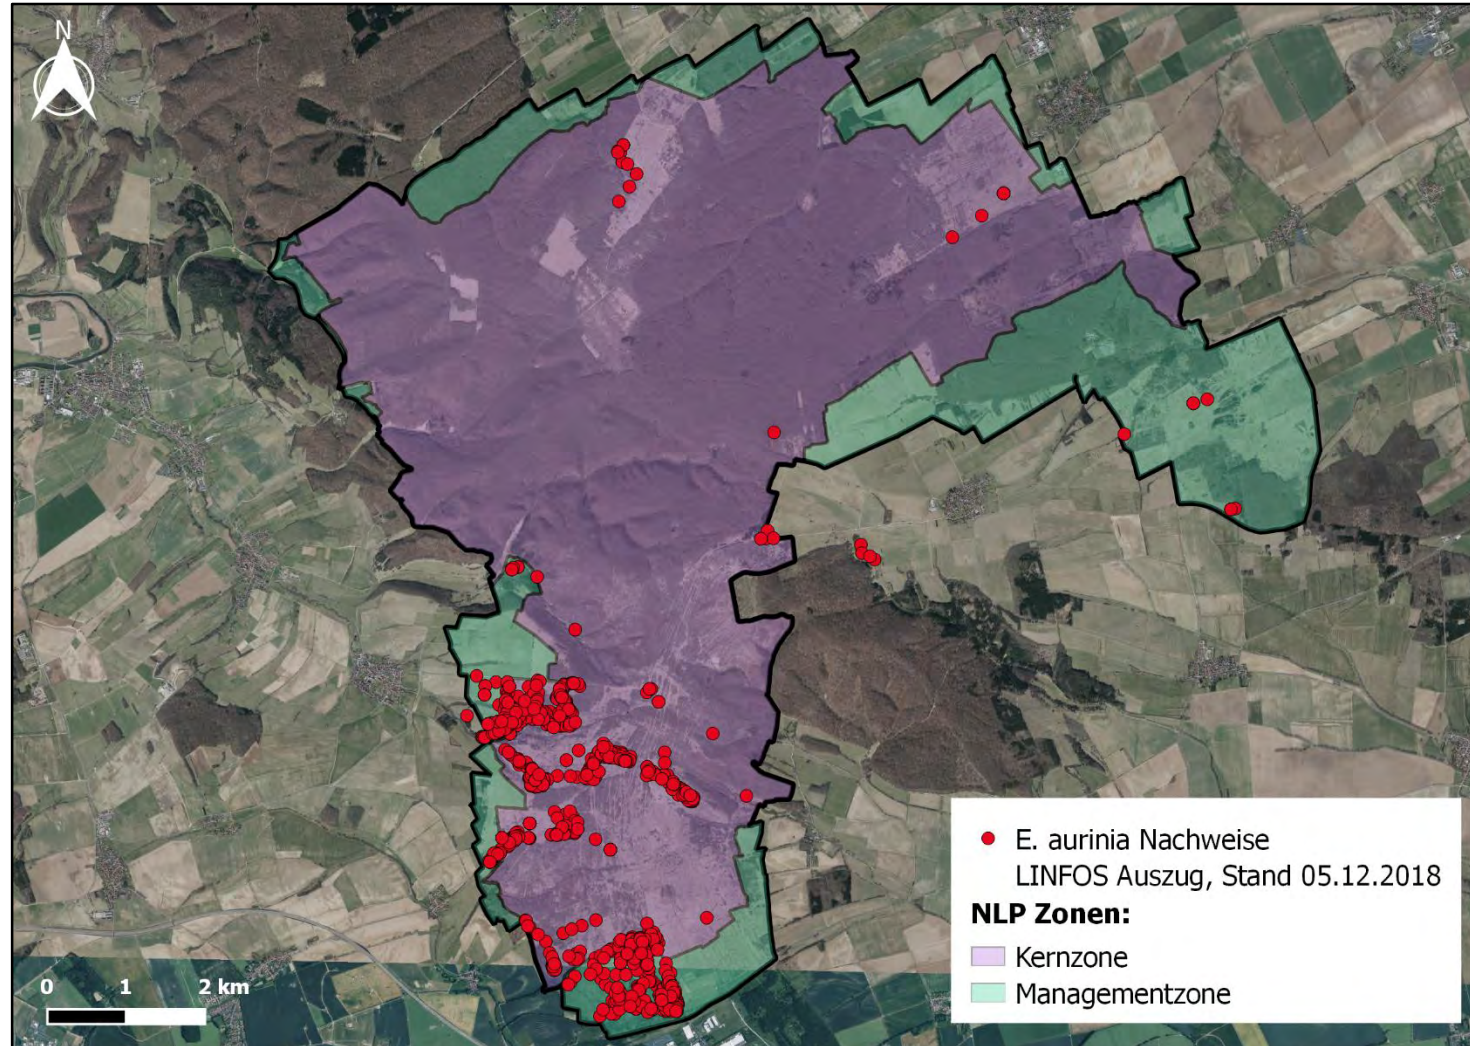 N
E. aurinia Nachweise
LINFOS Auszug, Stand 05.12.2018
NLP Zonen:
Kernzone
Managementzone
0 1 2 km